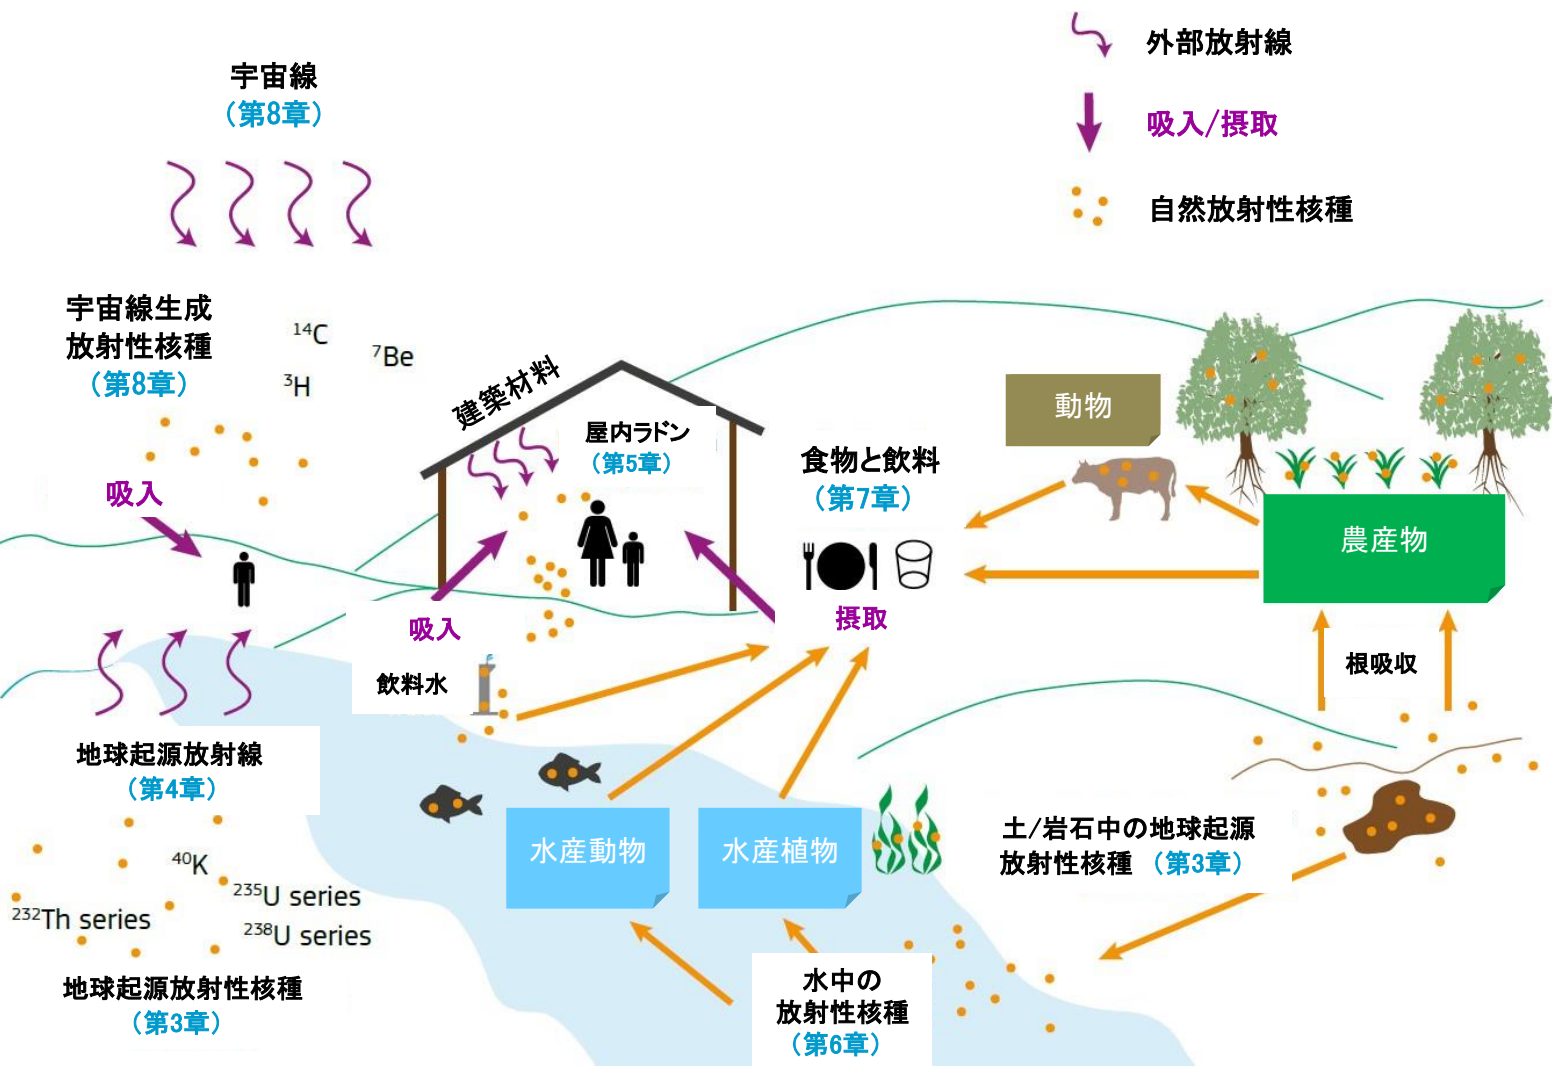 外部放射線
吸入/摂取
自然放射性核種
宇宙線
（第8章）
宇宙線生成
放射性核種
（第8章）
¹⁴C
⁷Be
³H
吸入
建築材料
屋内ラドン
（第5章）
吸入
食物と飲料
（第7章）
摂取
動物
農産物
根吸収
飲料水
地球起源放射線
（第4章）
⁴⁰K
²³⁵U series
²³²Th series
²³⁸U series
地球起源放射性核種
（第3章）
水産動物
水産植物
土/岩石中の地球起源
放射性核種 （第3章）
水中の
放射性核種
（第6章）